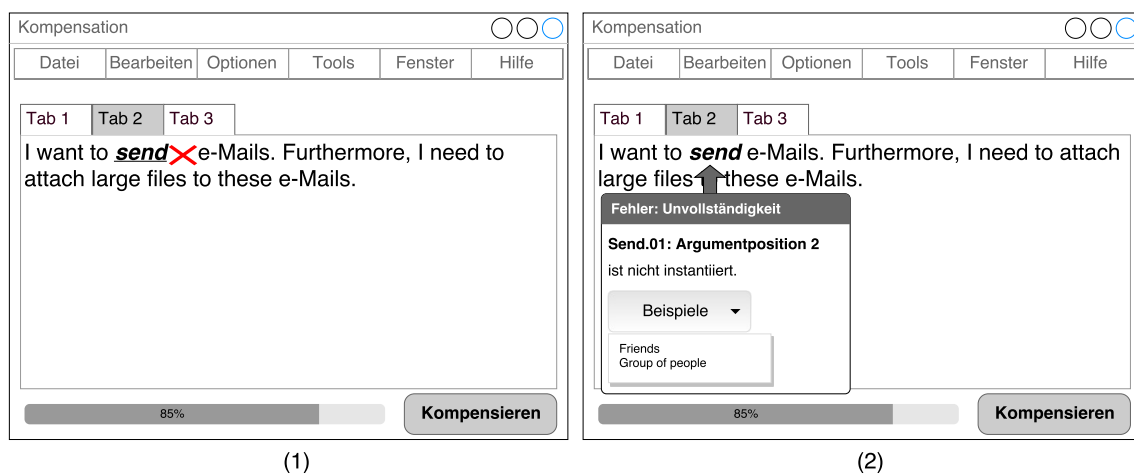 Kompensation
Datei Bearbeiten Optionen Tools Fenster Hilfe
Tab 1 Tab 2 Tab 3
I want to send e-Mails. Furthermore, I need to
attach large files to these e-Mails.
85%
Kompensieren
(1)
Kompensation
Datei Bearbeiten Optionen Tools Fenster Hilfe
Tab 1 Tab 2 Tab 3
I want to send e-Mails. Furthermore, I need to attach
large files to these e-Mails.
Fehler: Unvollständigkeit
Send.01: Argumentposition 2
ist nicht instantiiert.
Beispiele
Friends
Group of people
85%
Kompensieren
(2)